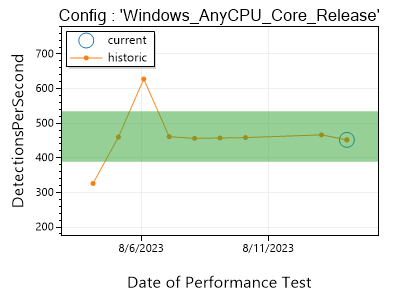 Config : 'Windows_AnyCPU_Core_Release'
current
historic
700
600
500
400
300
200
DetectionsPerSecond
8/6/2023
8/11/2023
Date of Performance Test